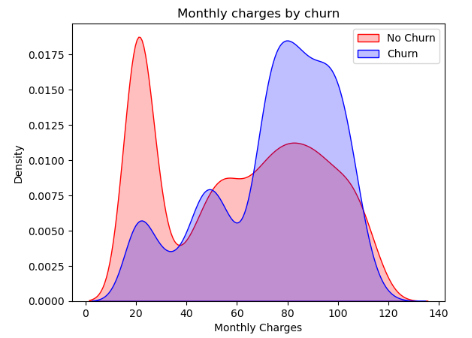 Monthly charges by churn
No Churn
Churn
Density
0.0175
0.0150
0.0125
0.0100
0.0075
0.0050
0.0025
0.0000
0 20 40 60 80 100 120 140
Monthly Charges